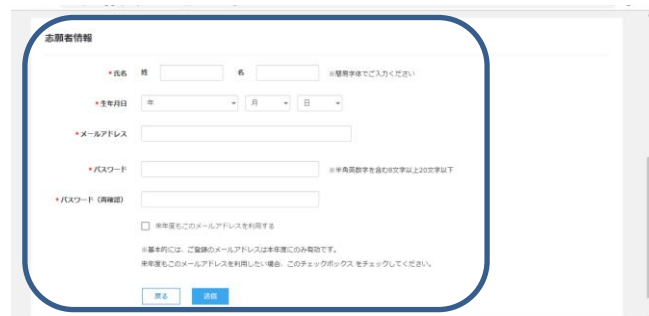 志願者情報
*氏名 姓 名 ※簡易字体でご入力ください
*生年月日 年 月 日
*メールアドレス
*パスワード ※半角英数字を含む8文字以上20文字以下
*パスワード（再確認）
来年度もこのメールアドレスを利用する
※基本的には、ご登録のメールアドレスは本年度にのみ有効です。
来年度もこのメールアドレスを利用したい場合、このチェックボックス をチェックしてください。
戻る 送信